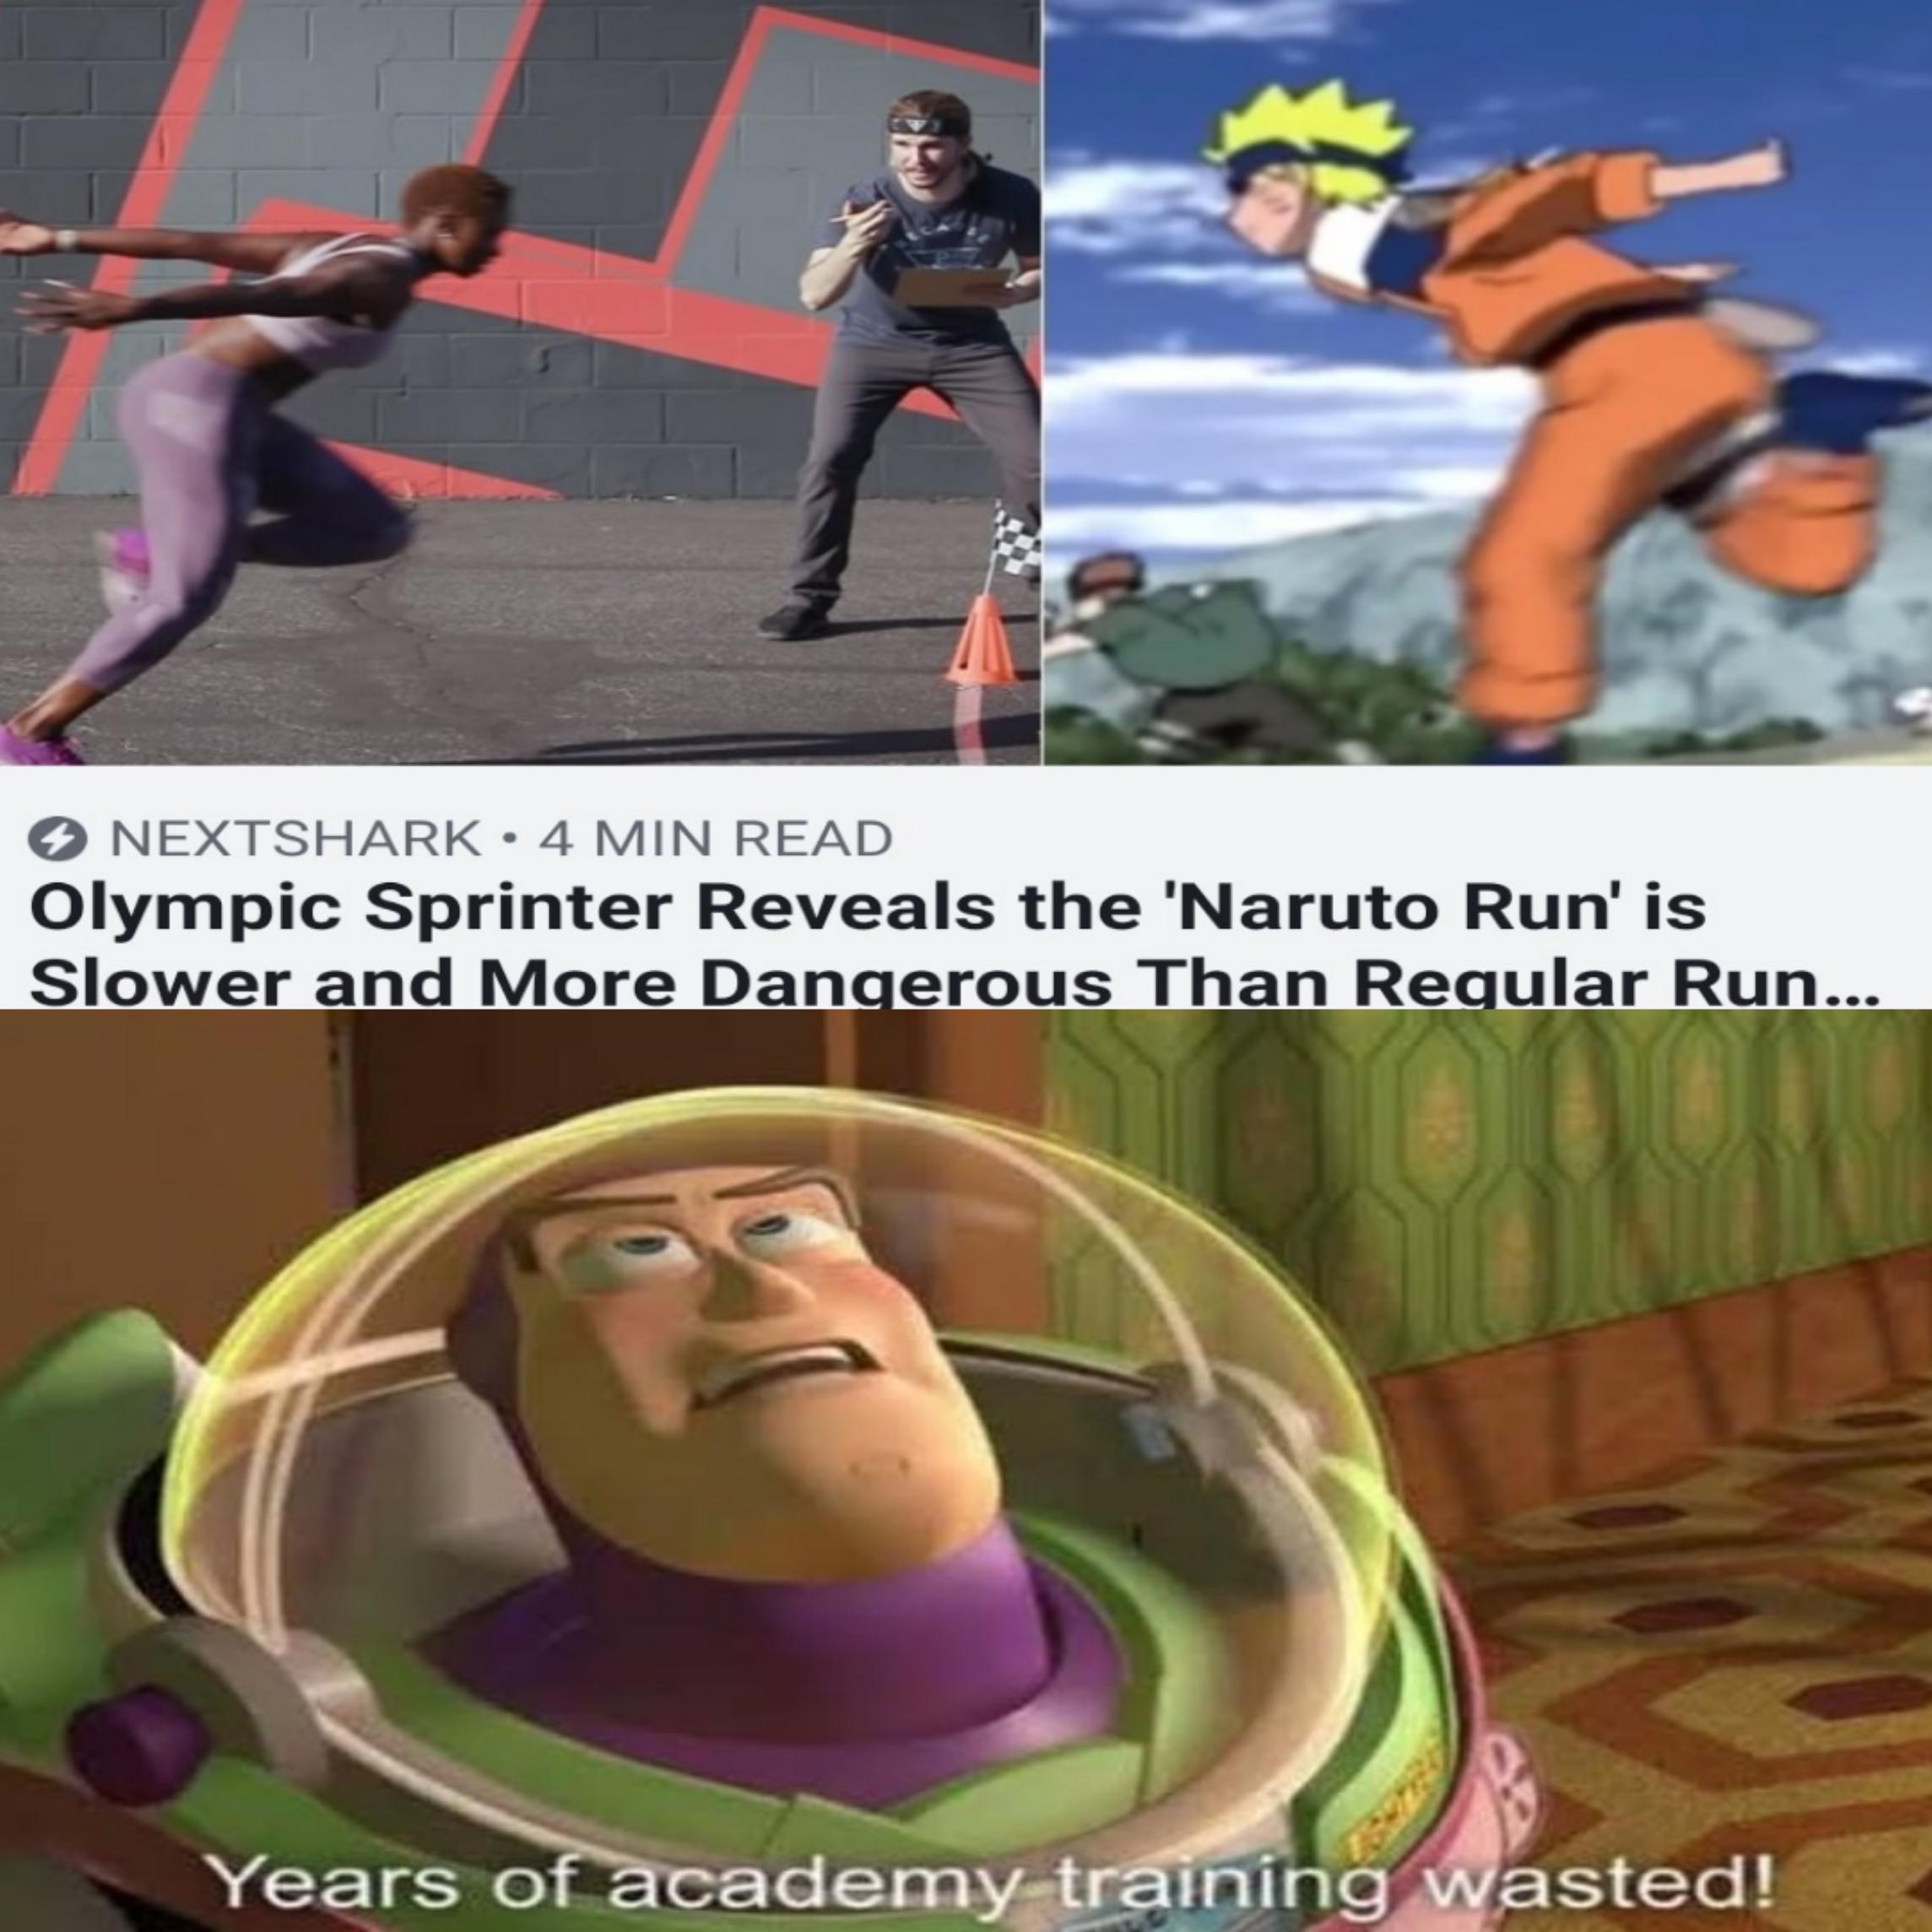 NEXTSHARK • 4 MIN READ
Olympic Sprinter Reveals the 'Naruto Run' is
Slower and More Dangerous Than Regular Run...
Years of academy training wasted!